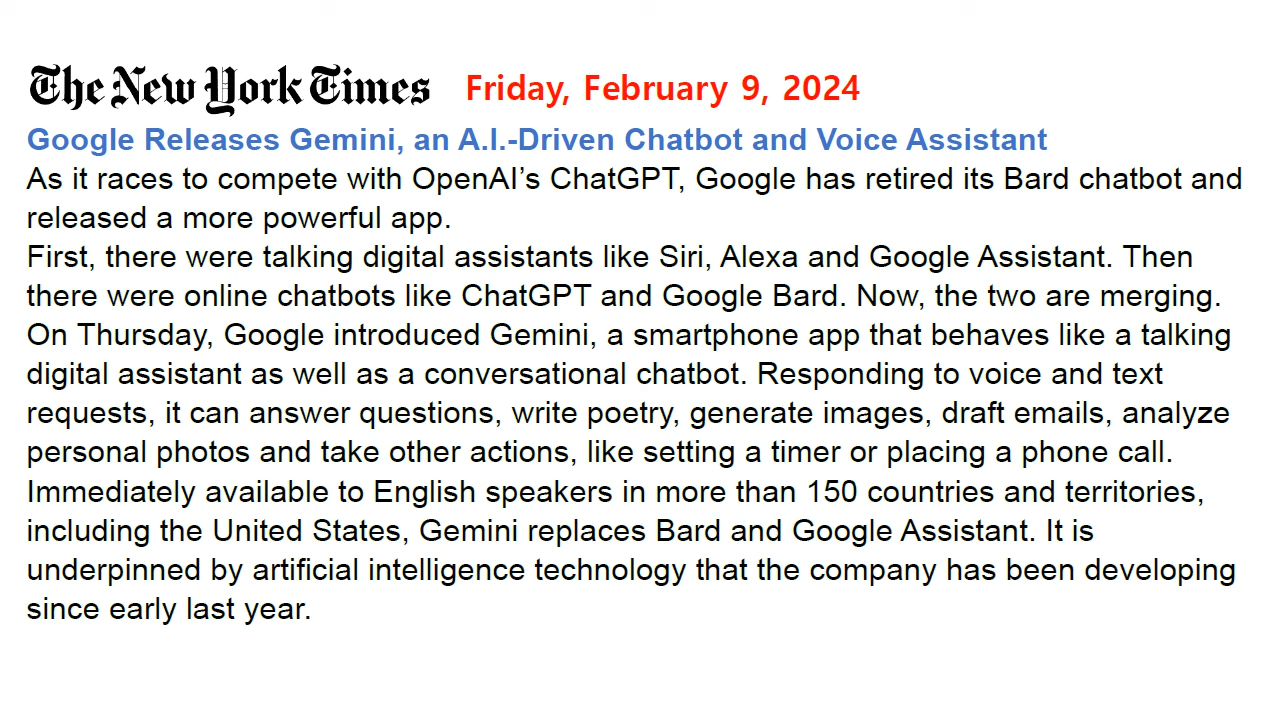 The New York Times Friday, February 9, 2024
Google Releases Gemini, an A.I.-Driven Chatbot and Voice Assistant
As it races to compete with OpenAI’s ChatGPT, Google has retired its Bard chatbot and
released a more powerful app.
First, there were talking digital assistants like Siri, Alexa and Google Assistant. Then
there were online chatbots like ChatGPT and Google Bard. Now, the two are merging.
On Thursday, Google introduced Gemini, a smartphone app that behaves like a talking
digital assistant as well as a conversational chatbot. Responding to voice and text
requests, it can answer questions, write poetry, generate images, draft emails, analyze
personal photos and take other actions, like setting a timer or placing a phone call.
Immediately available to English speakers in more than 150 countries and territories,
including the United States, Gemini replaces Bard and Google Assistant. It is
underpinned by artificial intelligence technology that the company has been developing
since early last year.